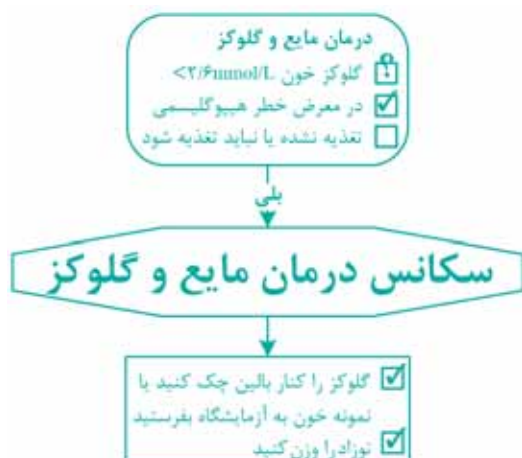 درمان مایع و گلوکز
گلوکز خون <۲/۶mmol/L
در معرض خطر هیپوگلیسمی
تغذیه نشده یا نباید تغذیه شود
بلی
سکانس درمان مایع و گلوکز
گلوکز را کنار بالین چک کنید یا
نمونه خون به آزمایشگاه بفرستید
نوزاد را وزن کنید